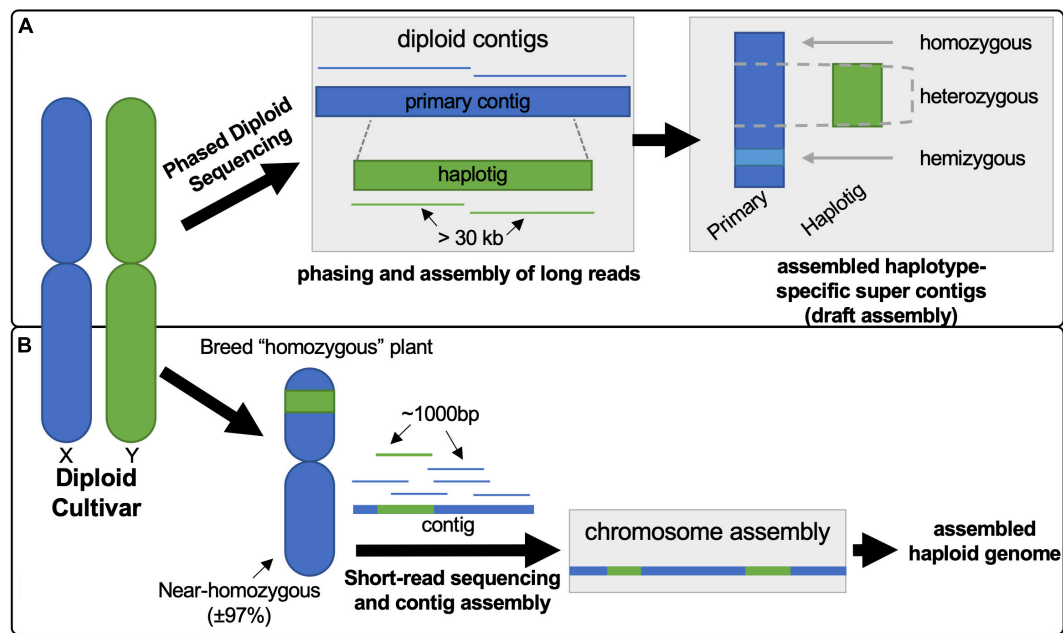 A
Phased Diploid
Sequencing
diploid contigs
primary contig
haplotig
> 30 kb
phasing and assembly of long reads
homozygous
heterozygous
hemizygous
Primary
Haplotig
assembled haplotype-
specific super contigs
(draft assembly)
B
X
Y
Diploid
Cultivar
Breed “homozygous” plant
Near-homozygous
(±97%)
~1000bp
contig
Short-read sequencing
and contig assembly
chromosome assembly
assembled
haploid genome